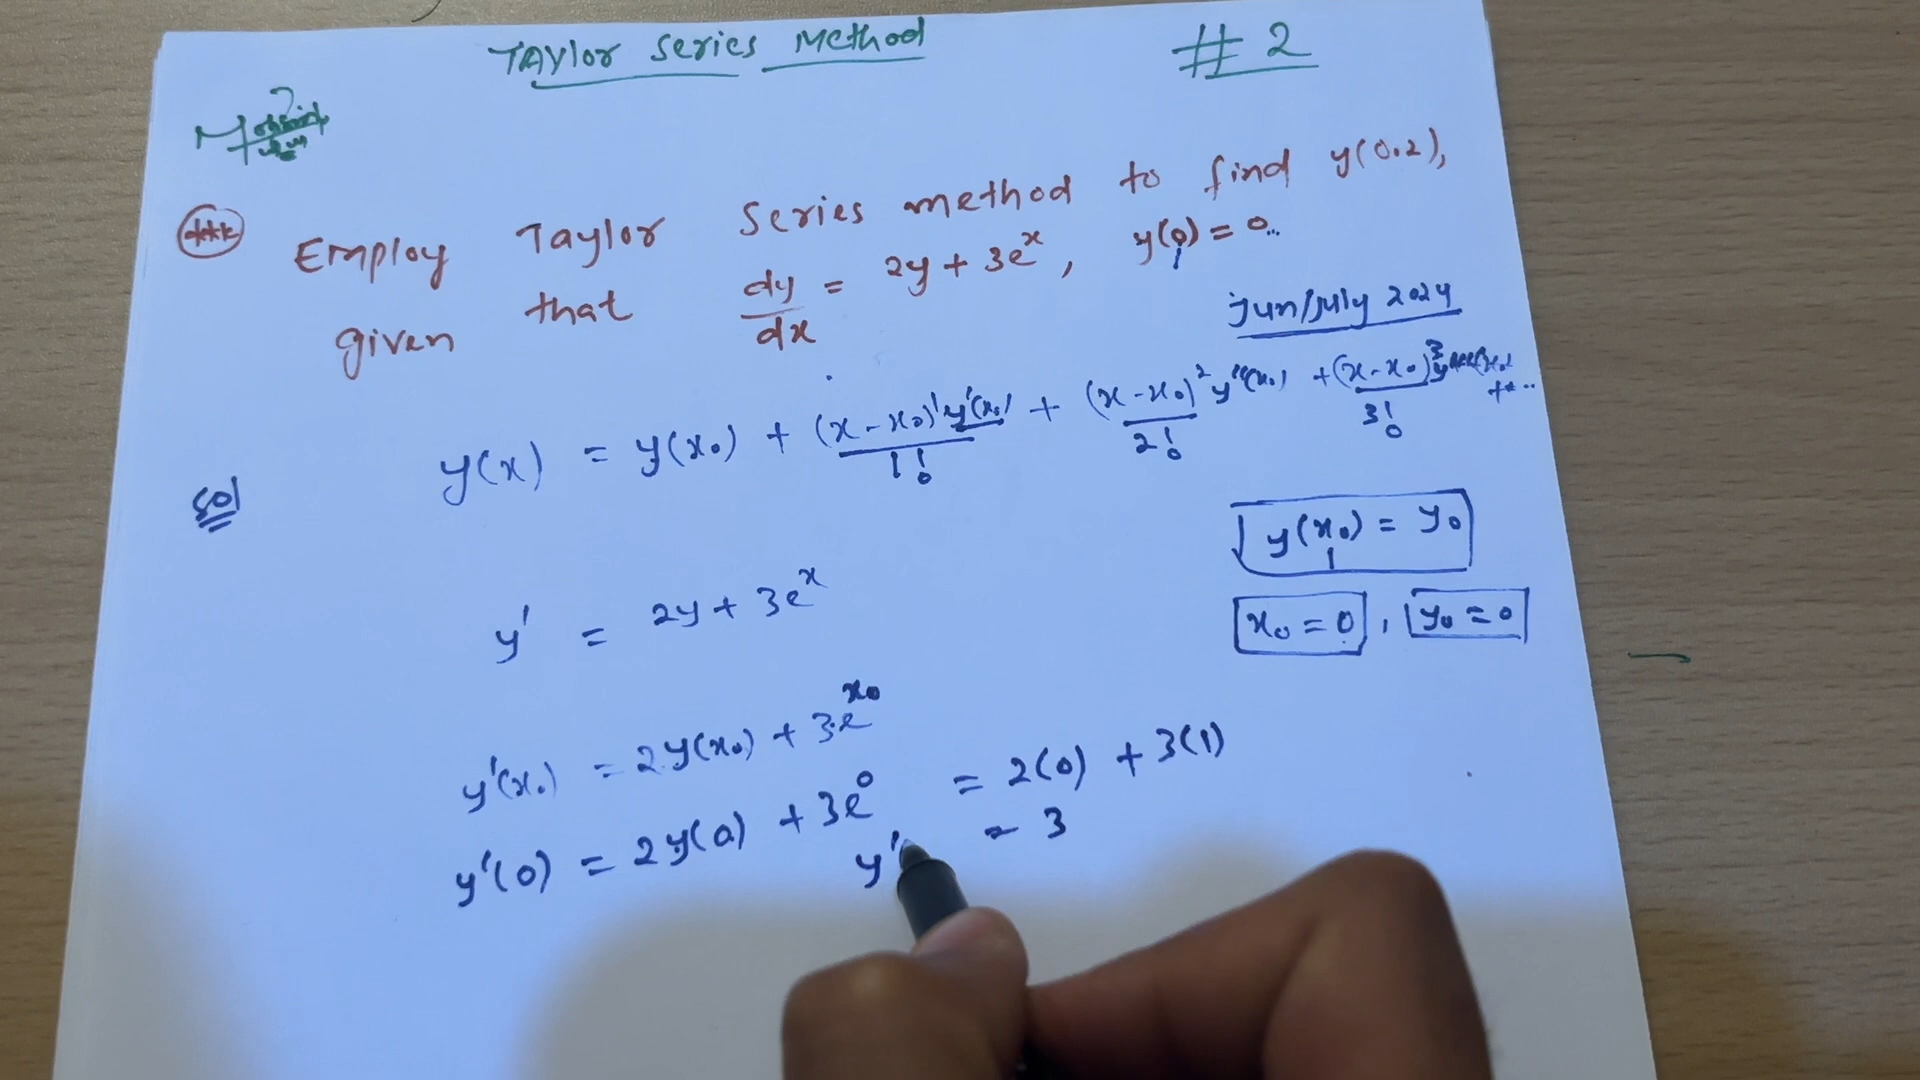 Taylor Series Method
# 2
*** Employ Taylor Series method to find y(0.2),
given that dy/dx = 2y + 3e^x, y(0) = 0..
Jun/July 2024
Sol
y(x) = y(x₀) + (x-x₀)¹y'(x₀)/1! + (x-x₀)²y''(x₀)/2! + (x-x₀)³y'''(x₀)/3! + ...
y(x₀) = y₀
y' = 2y + 3e^x
x₀ = 0, y₀ = 0
y'(x₀) = 2y(x₀) + 3.e^x₀
y'(0) = 2y(0) + 3e^0 = 2(0) + 3(1)
y' = 3